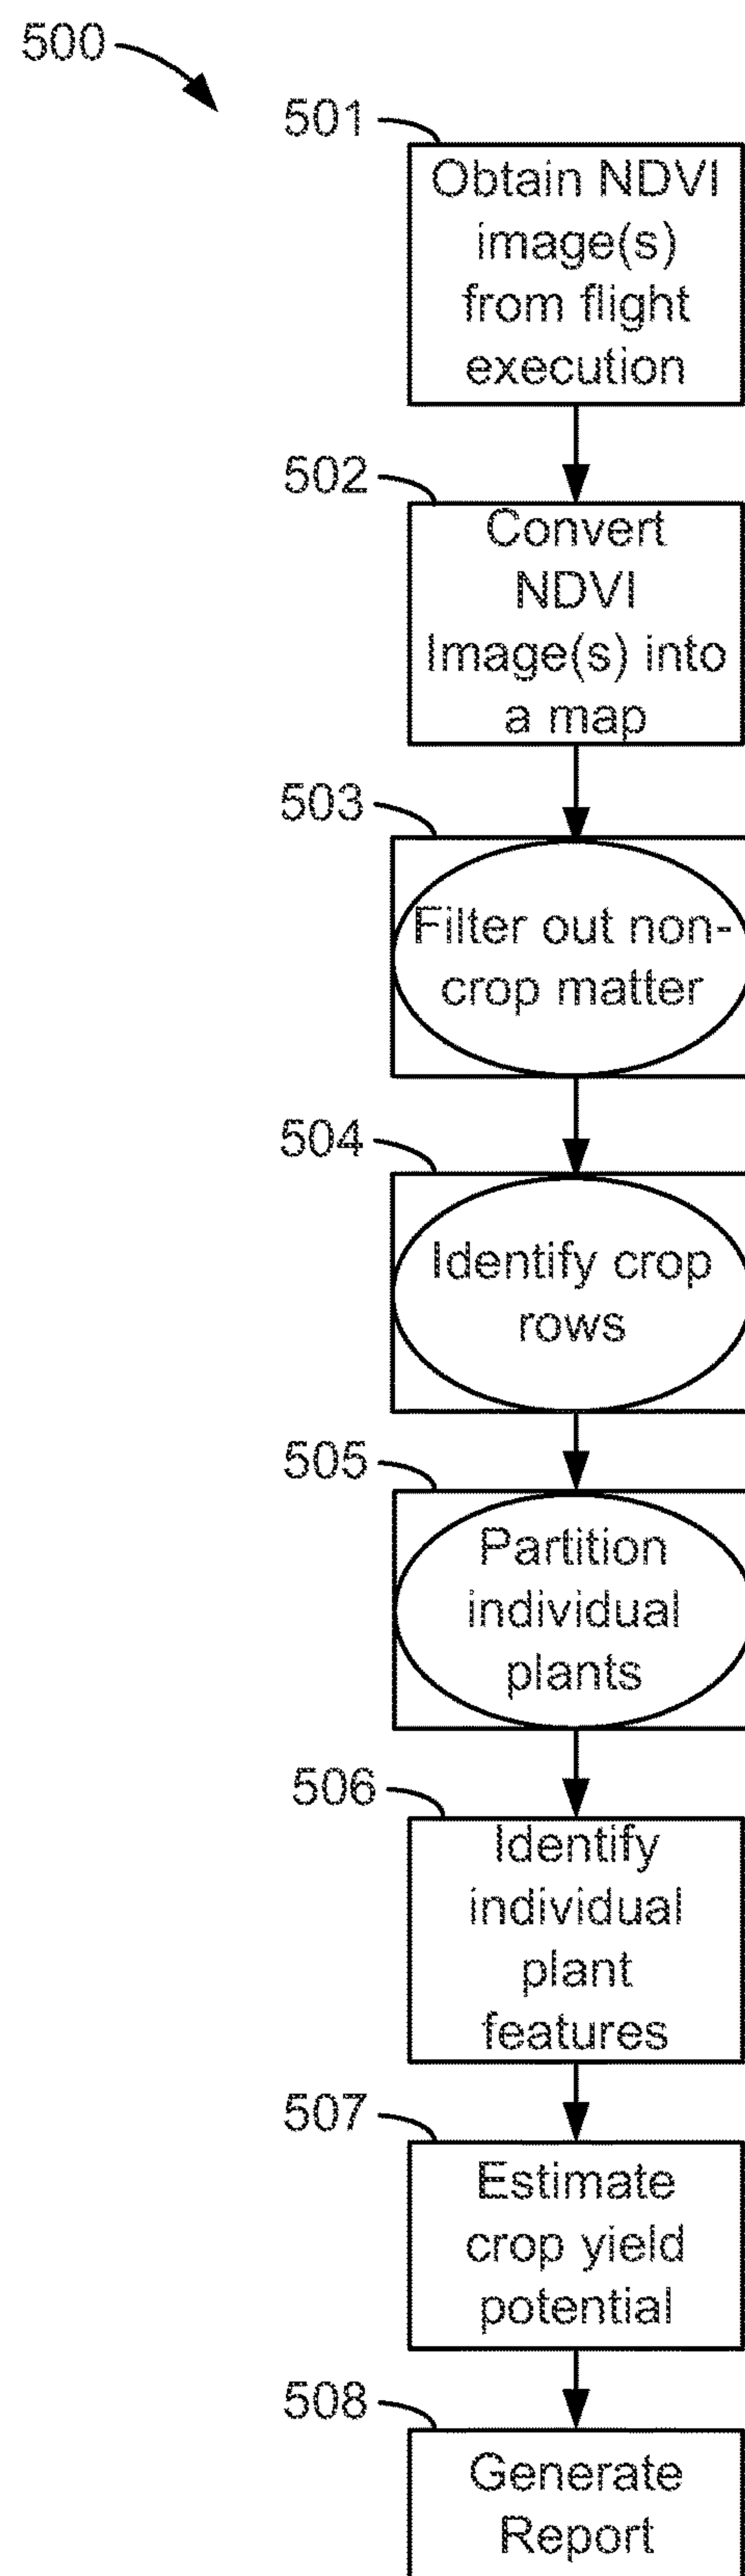 500
501
Obtain NDVI
image(s)
from flight
execution
502
Convert
NDVI
Image(s) into
a map
503
Filter out non-
crop matter
504
Identify crop
rows
505
Partition
individual
plants
506
Identify
individual
plant
features
507
Estimate
crop yield
potential
508
Generate
Report